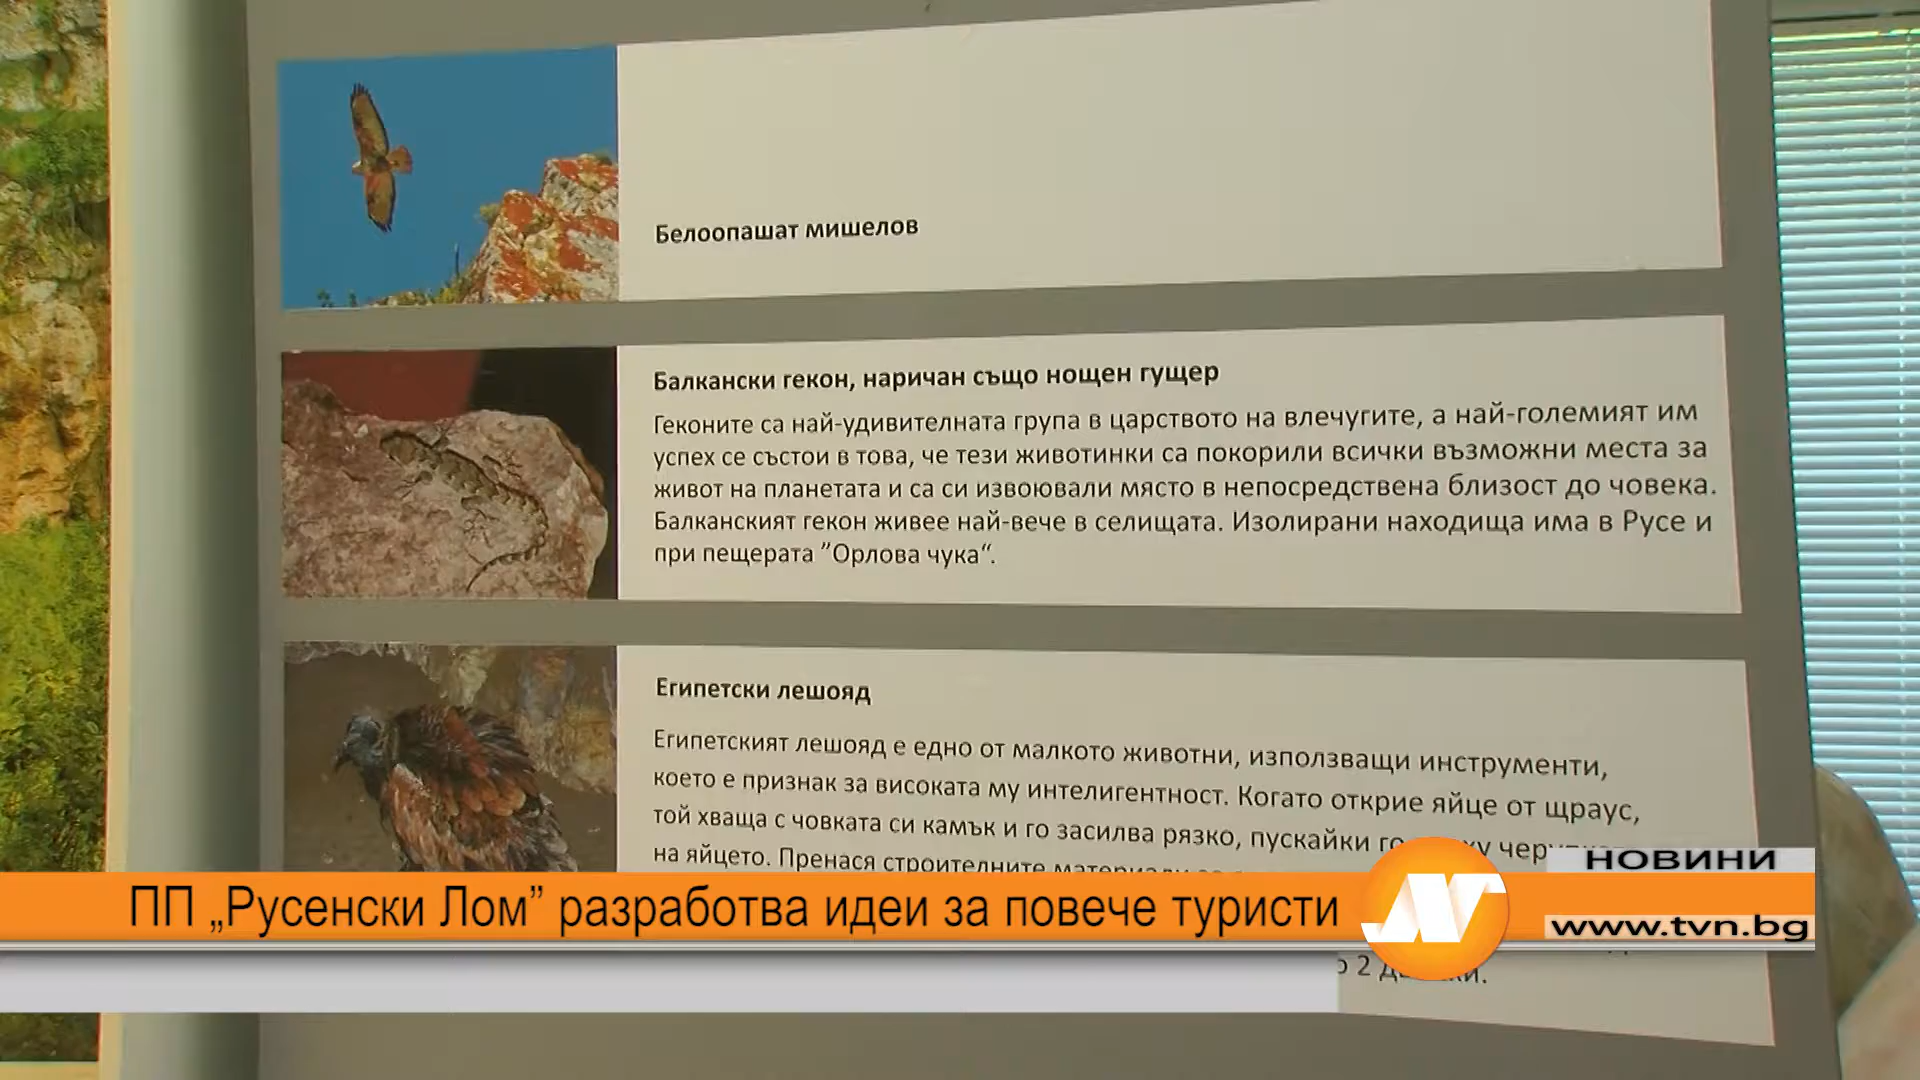 Белоопашат мишелов
Балкански гекон, наричан също нощен гущер
Геконите са най-удивителната група в царството на влечугите, а най-големият им
успех се състои в това, че тези животинки са покорили всички възможни места за
живот на планетата и са си извоювали място в непосредствена близост до човека.
Балканският гекон живее най-вече в селищата. Изолирани находища има в Русе и
при пещерата ”Орлова чука“.
Египетски лешояд
Египетският лешояд е едно от малкото животни, използващи инструменти,
което е признак за високата му интелигентност. Когато открие яйце от щраус,
той хваща с човката си камък и го засилва рязко, пускайки
на яйцето. Пренася строителните материали
2
НОВИНИ
ПП „Русенски Лом” разработва идеи за повече туристи
N
www.tvn.bg